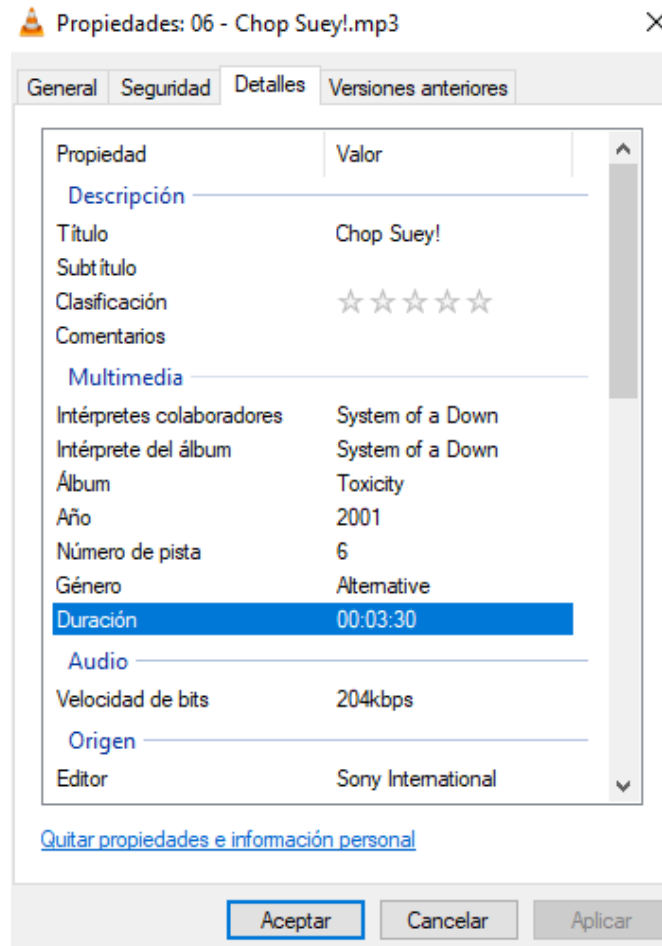 Propiedades: 06 - Chop Suey!.mp3
General Seguridad Detalles Versiones anteriores
Propiedad Valor
Descripción
Título Chop Suey!
Subtítulo
Clasificación
Comentarios
Multimedia
Intérpretes colaboradores System of a Down
Intérprete del álbum System of a Down
Álbum Toxicity
Año 2001
Número de pista 6
Género Alternative
Duración 00:03:30
Audio
Velocidad de bits 204kbps
Origen
Editor Sony International
Quitar propiedades e información personal
Aceptar Cancelar Aplicar